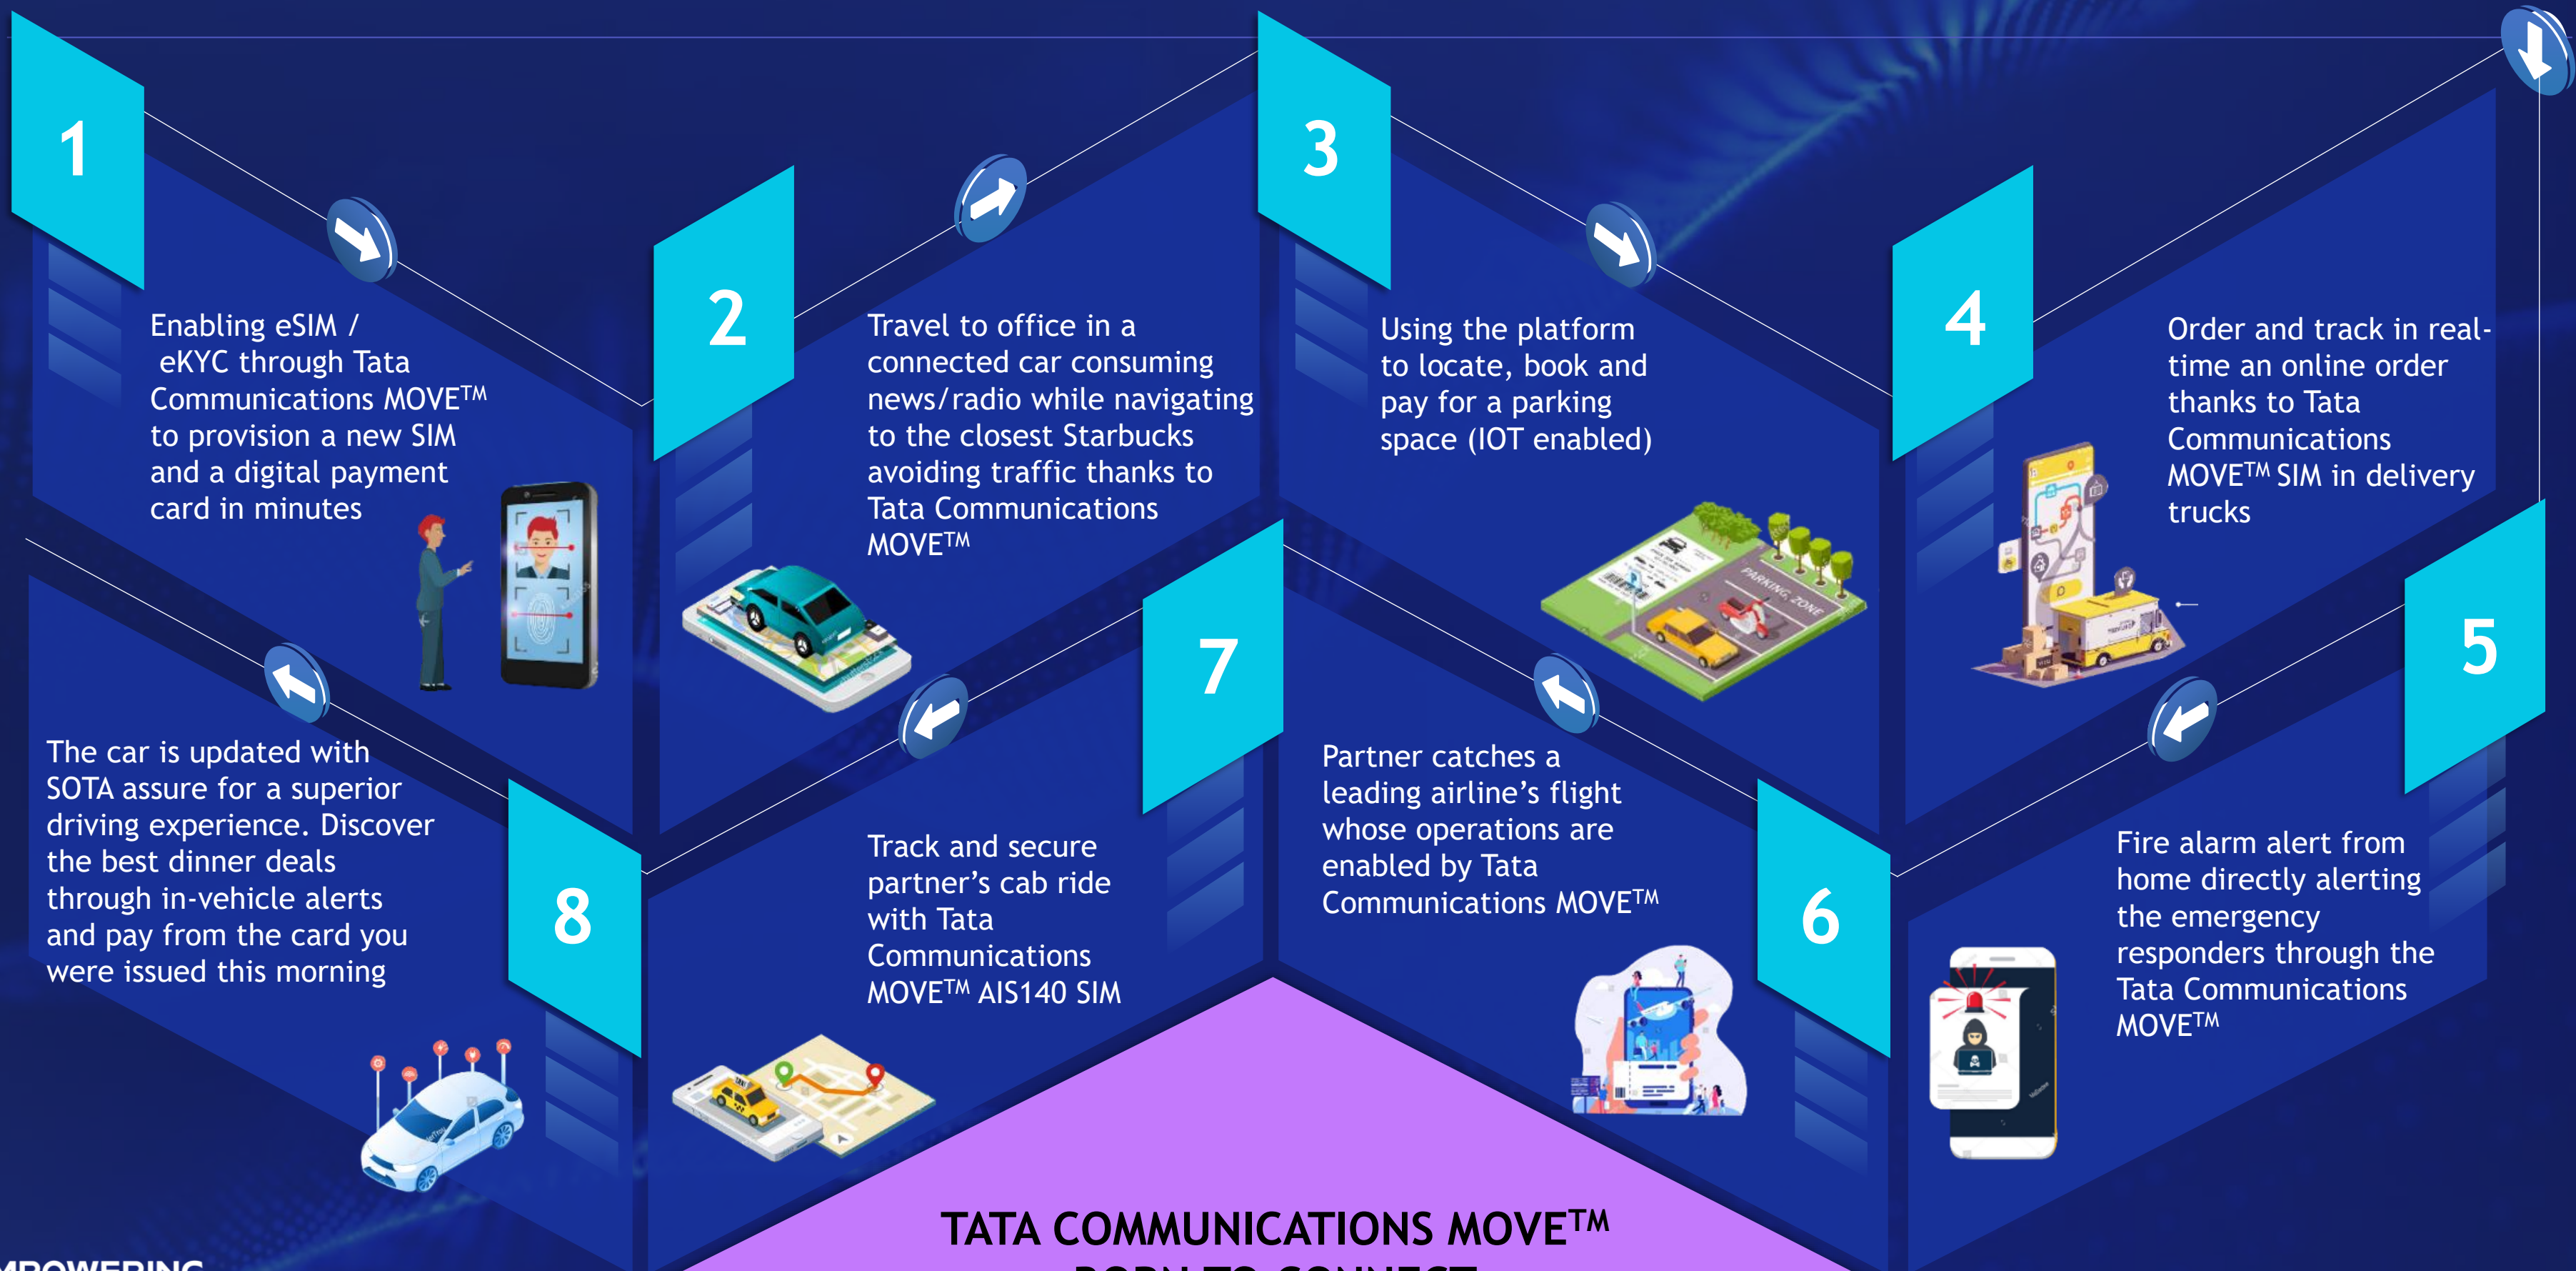 1
Enabling eSIM /
eKYC through Tata
Communications MOVE™
to provision a new SIM
and a digital payment
card in minutes
2
Travel to office in a
connected car consuming
news/radio while navigating
to the closest Starbucks
avoiding traffic thanks to
Tata Communications
MOVE™
3
Using the platform
to locate, book and
pay for a parking
space (IOT enabled)
PARKING ZONE
4
Order and track in real-
time an online order
thanks to Tata
Communications
MOVE™ SIM in delivery
trucks
5
Fire alarm alert from
home directly alerting
the emergency
responders through the
Tata Communications
MOVE™
6
Partner catches a
leading airline’s flight
whose operations are
enabled by Tata
Communications MOVE™
7
Track and secure
partner’s cab ride
with Tata
Communications
MOVE™ AIS140 SIM
TAXI
8
The car is updated with
SOTA assure for a superior
driving experience. Discover
the best dinner deals
through in-vehicle alerts
and pay from the card you
were issued this morning
TATA COMMUNICATIONS MOVE™
BORN TO CONNECT